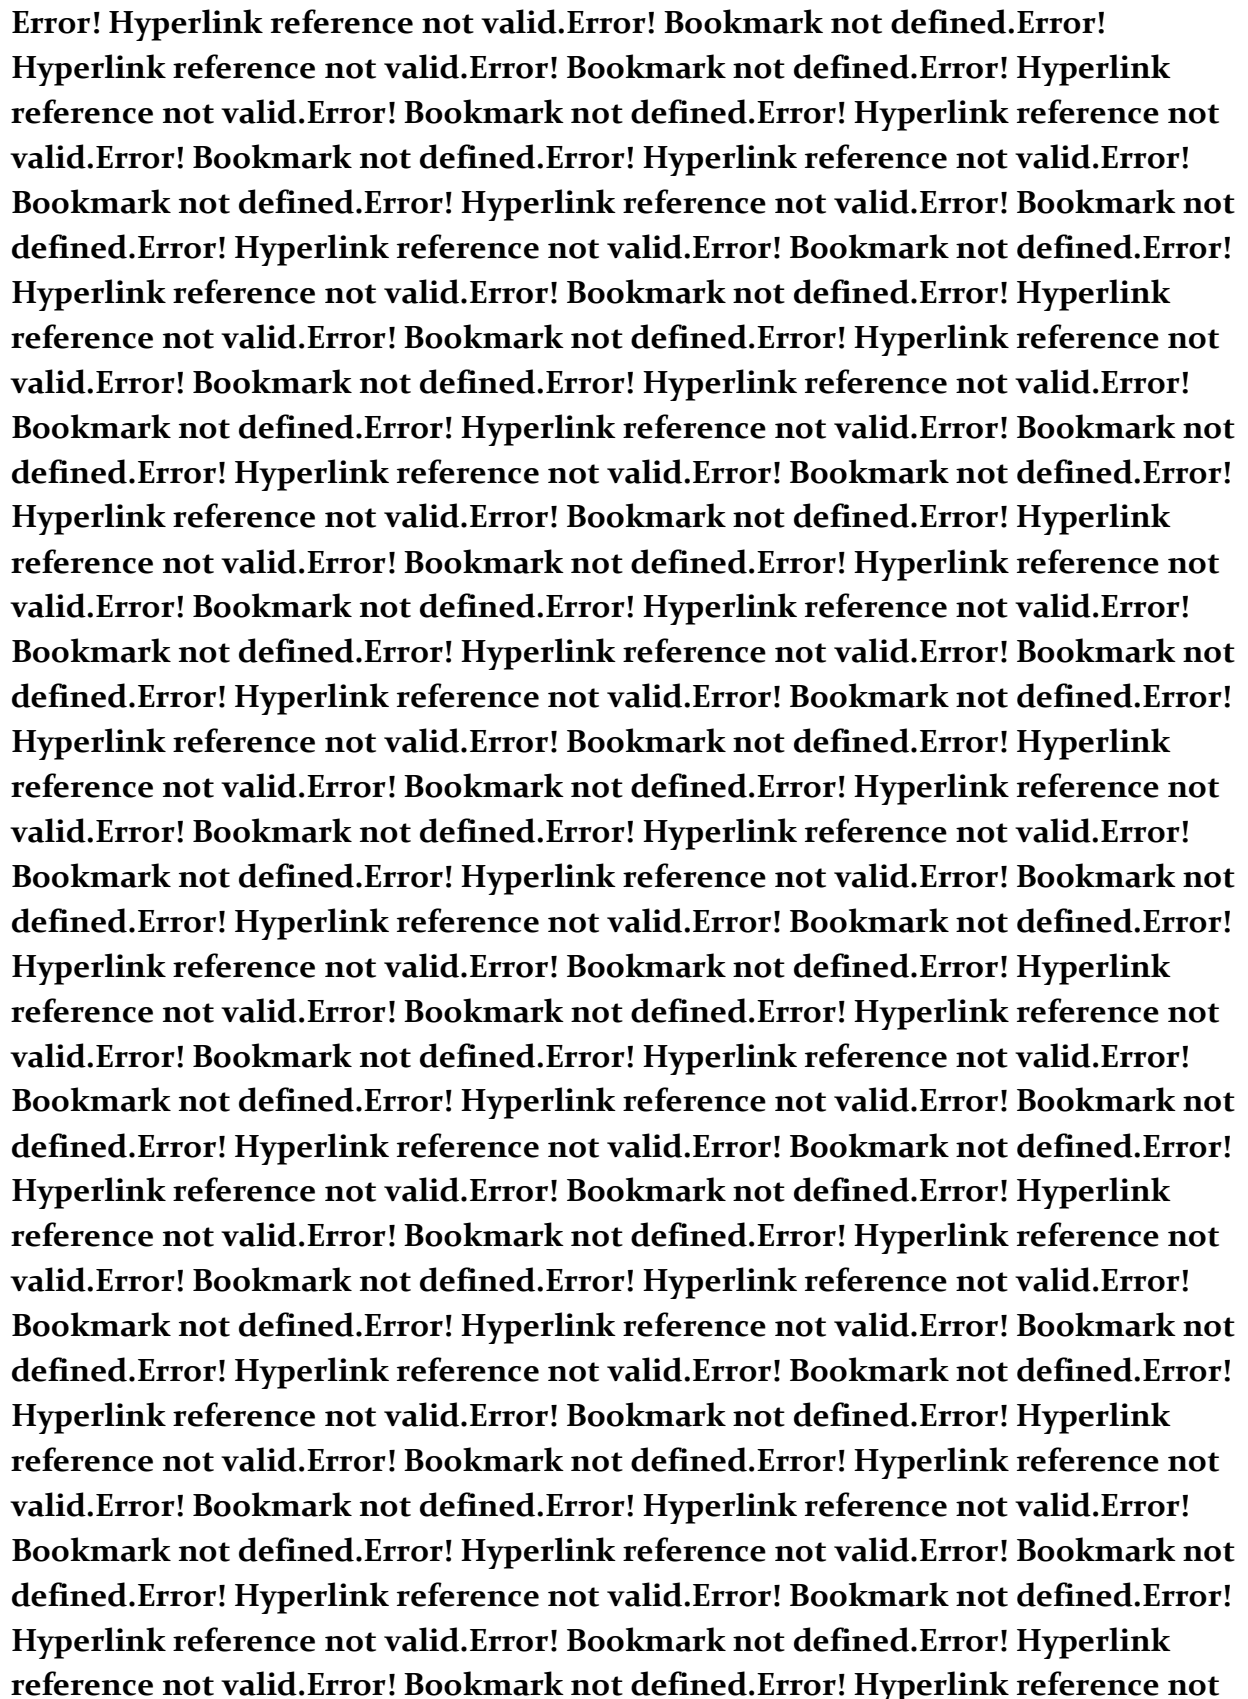 Error! Hyperlink reference not valid.Error! Bookmark not defined.Error!
Hyperlink reference not valid.Error! Bookmark not defined.Error! Hyperlink
reference not valid.Error! Bookmark not defined.Error! Hyperlink reference not
valid.Error! Bookmark not defined.Error! Hyperlink reference not valid.Error!
Bookmark not defined.Error! Hyperlink reference not valid.Error! Bookmark not
defined.Error! Hyperlink reference not valid.Error! Bookmark not defined.Error!
Hyperlink reference not valid.Error! Bookmark not defined.Error! Hyperlink
reference not valid.Error! Bookmark not defined.Error! Hyperlink reference not
valid.Error! Bookmark not defined.Error! Hyperlink reference not valid.Error!
Bookmark not defined.Error! Hyperlink reference not valid.Error! Bookmark not
defined.Error! Hyperlink reference not valid.Error! Bookmark not defined.Error!
Hyperlink reference not valid.Error! Bookmark not defined.Error! Hyperlink
reference not valid.Error! Bookmark not defined.Error! Hyperlink reference not
valid.Error! Bookmark not defined.Error! Hyperlink reference not valid.Error!
Bookmark not defined.Error! Hyperlink reference not valid.Error! Bookmark not
defined.Error! Hyperlink reference not valid.Error! Bookmark not defined.Error!
Hyperlink reference not valid.Error! Bookmark not defined.Error! Hyperlink
reference not valid.Error! Bookmark not defined.Error! Hyperlink reference not
valid.Error! Bookmark not defined.Error! Hyperlink reference not valid.Error!
Bookmark not defined.Error! Hyperlink reference not valid.Error! Bookmark not
defined.Error! Hyperlink reference not valid.Error! Bookmark not defined.Error!
Hyperlink reference not valid.Error! Bookmark not defined.Error! Hyperlink
reference not valid.Error! Bookmark not defined.Error! Hyperlink reference not
valid.Error! Bookmark not defined.Error! Hyperlink reference not valid.Error!
Bookmark not defined.Error! Hyperlink reference not valid.Error! Bookmark not
defined.Error! Hyperlink reference not valid.Error! Bookmark not defined.Error!
Hyperlink reference not valid.Error! Bookmark not defined.Error! Hyperlink
reference not valid.Error! Bookmark not defined.Error! Hyperlink reference not
valid.Error! Bookmark not defined.Error! Hyperlink reference not valid.Error!
Bookmark not defined.Error! Hyperlink reference not valid.Error! Bookmark not
defined.Error! Hyperlink reference not valid.Error! Bookmark not defined.Error!
Hyperlink reference not valid.Error! Bookmark not defined.Error! Hyperlink
reference not valid.Error! Bookmark not defined.Error! Hyperlink reference not
valid.Error! Bookmark not defined.Error! Hyperlink reference not valid.Error!
Bookmark not defined.Error! Hyperlink reference not valid.Error! Bookmark not
defined.Error! Hyperlink reference not valid.Error! Bookmark not defined.Error!
Hyperlink reference not valid.Error! Bookmark not defined.Error! Hyperlink
reference not valid.Error! Bookmark not defined.Error! Hyperlink reference not